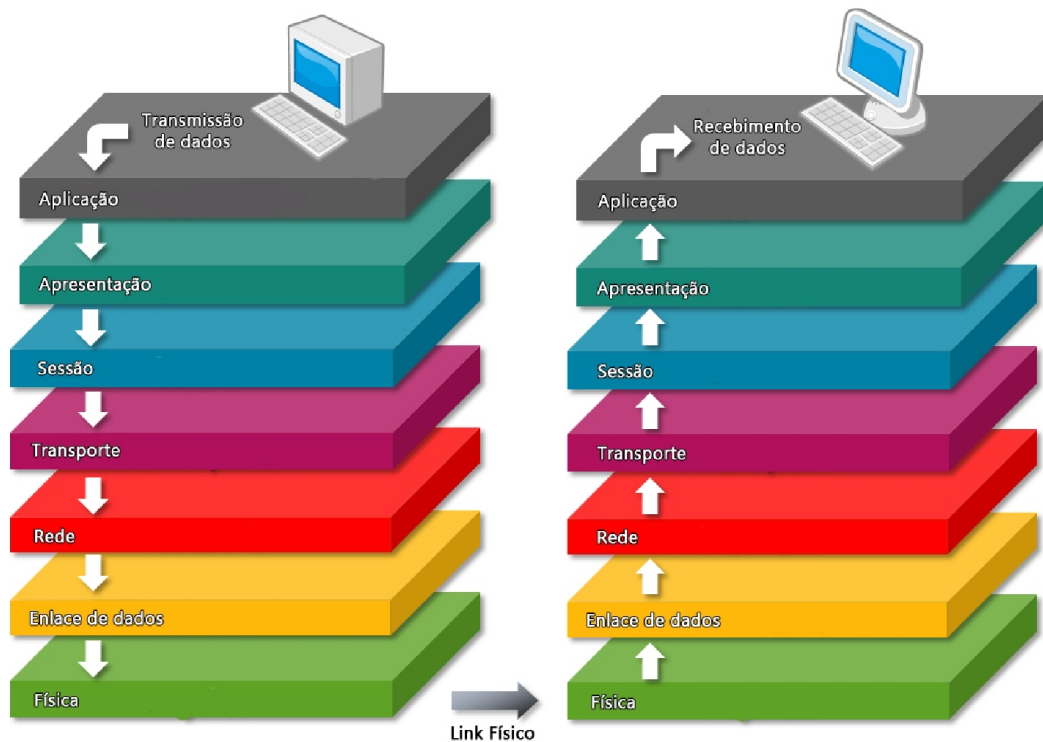 Transmissão
de dados
Aplicação
Apresentação
Sessão
Transporte
Rede
Enlace de dados
Física
Link Físico
Recebimento
de dados
Aplicação
Apresentação
Sessão
Transporte
Rede
Enlace de dados
Física